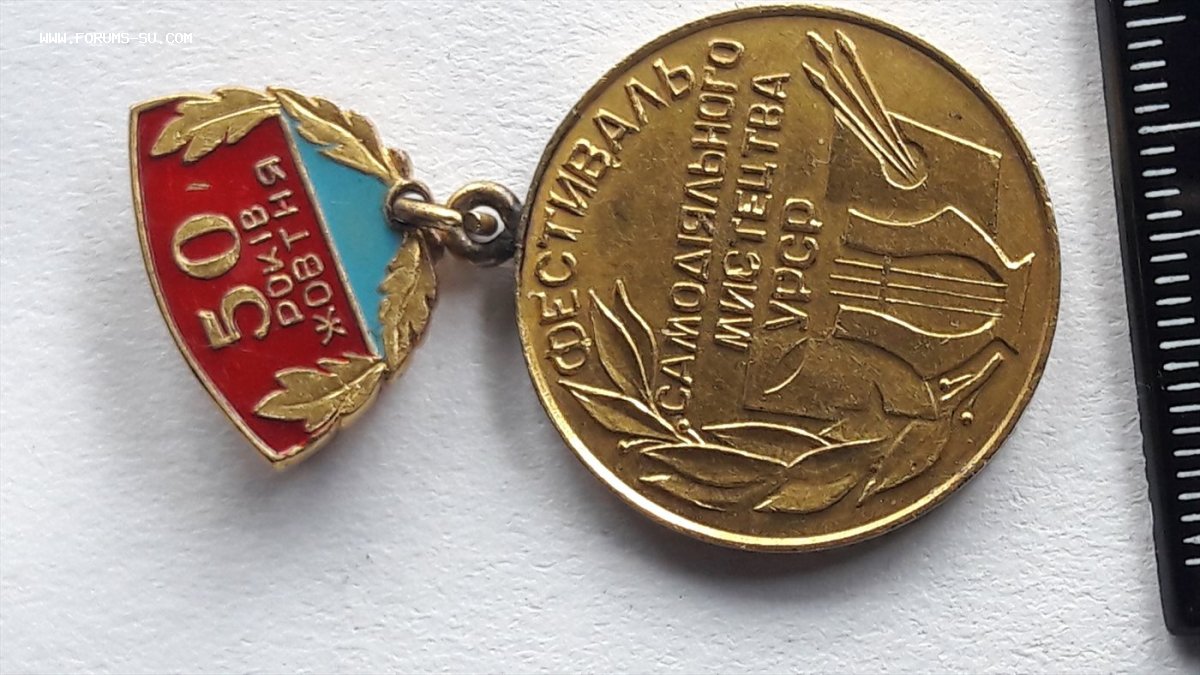 WWW.FORUMS-SU.COM
50
РОКІВ
ЖОВТНЯ
ФЕСТИВАЛЬ
САМОДІЯЛЬНОГО
МИСТЕЦТВА
УРСР